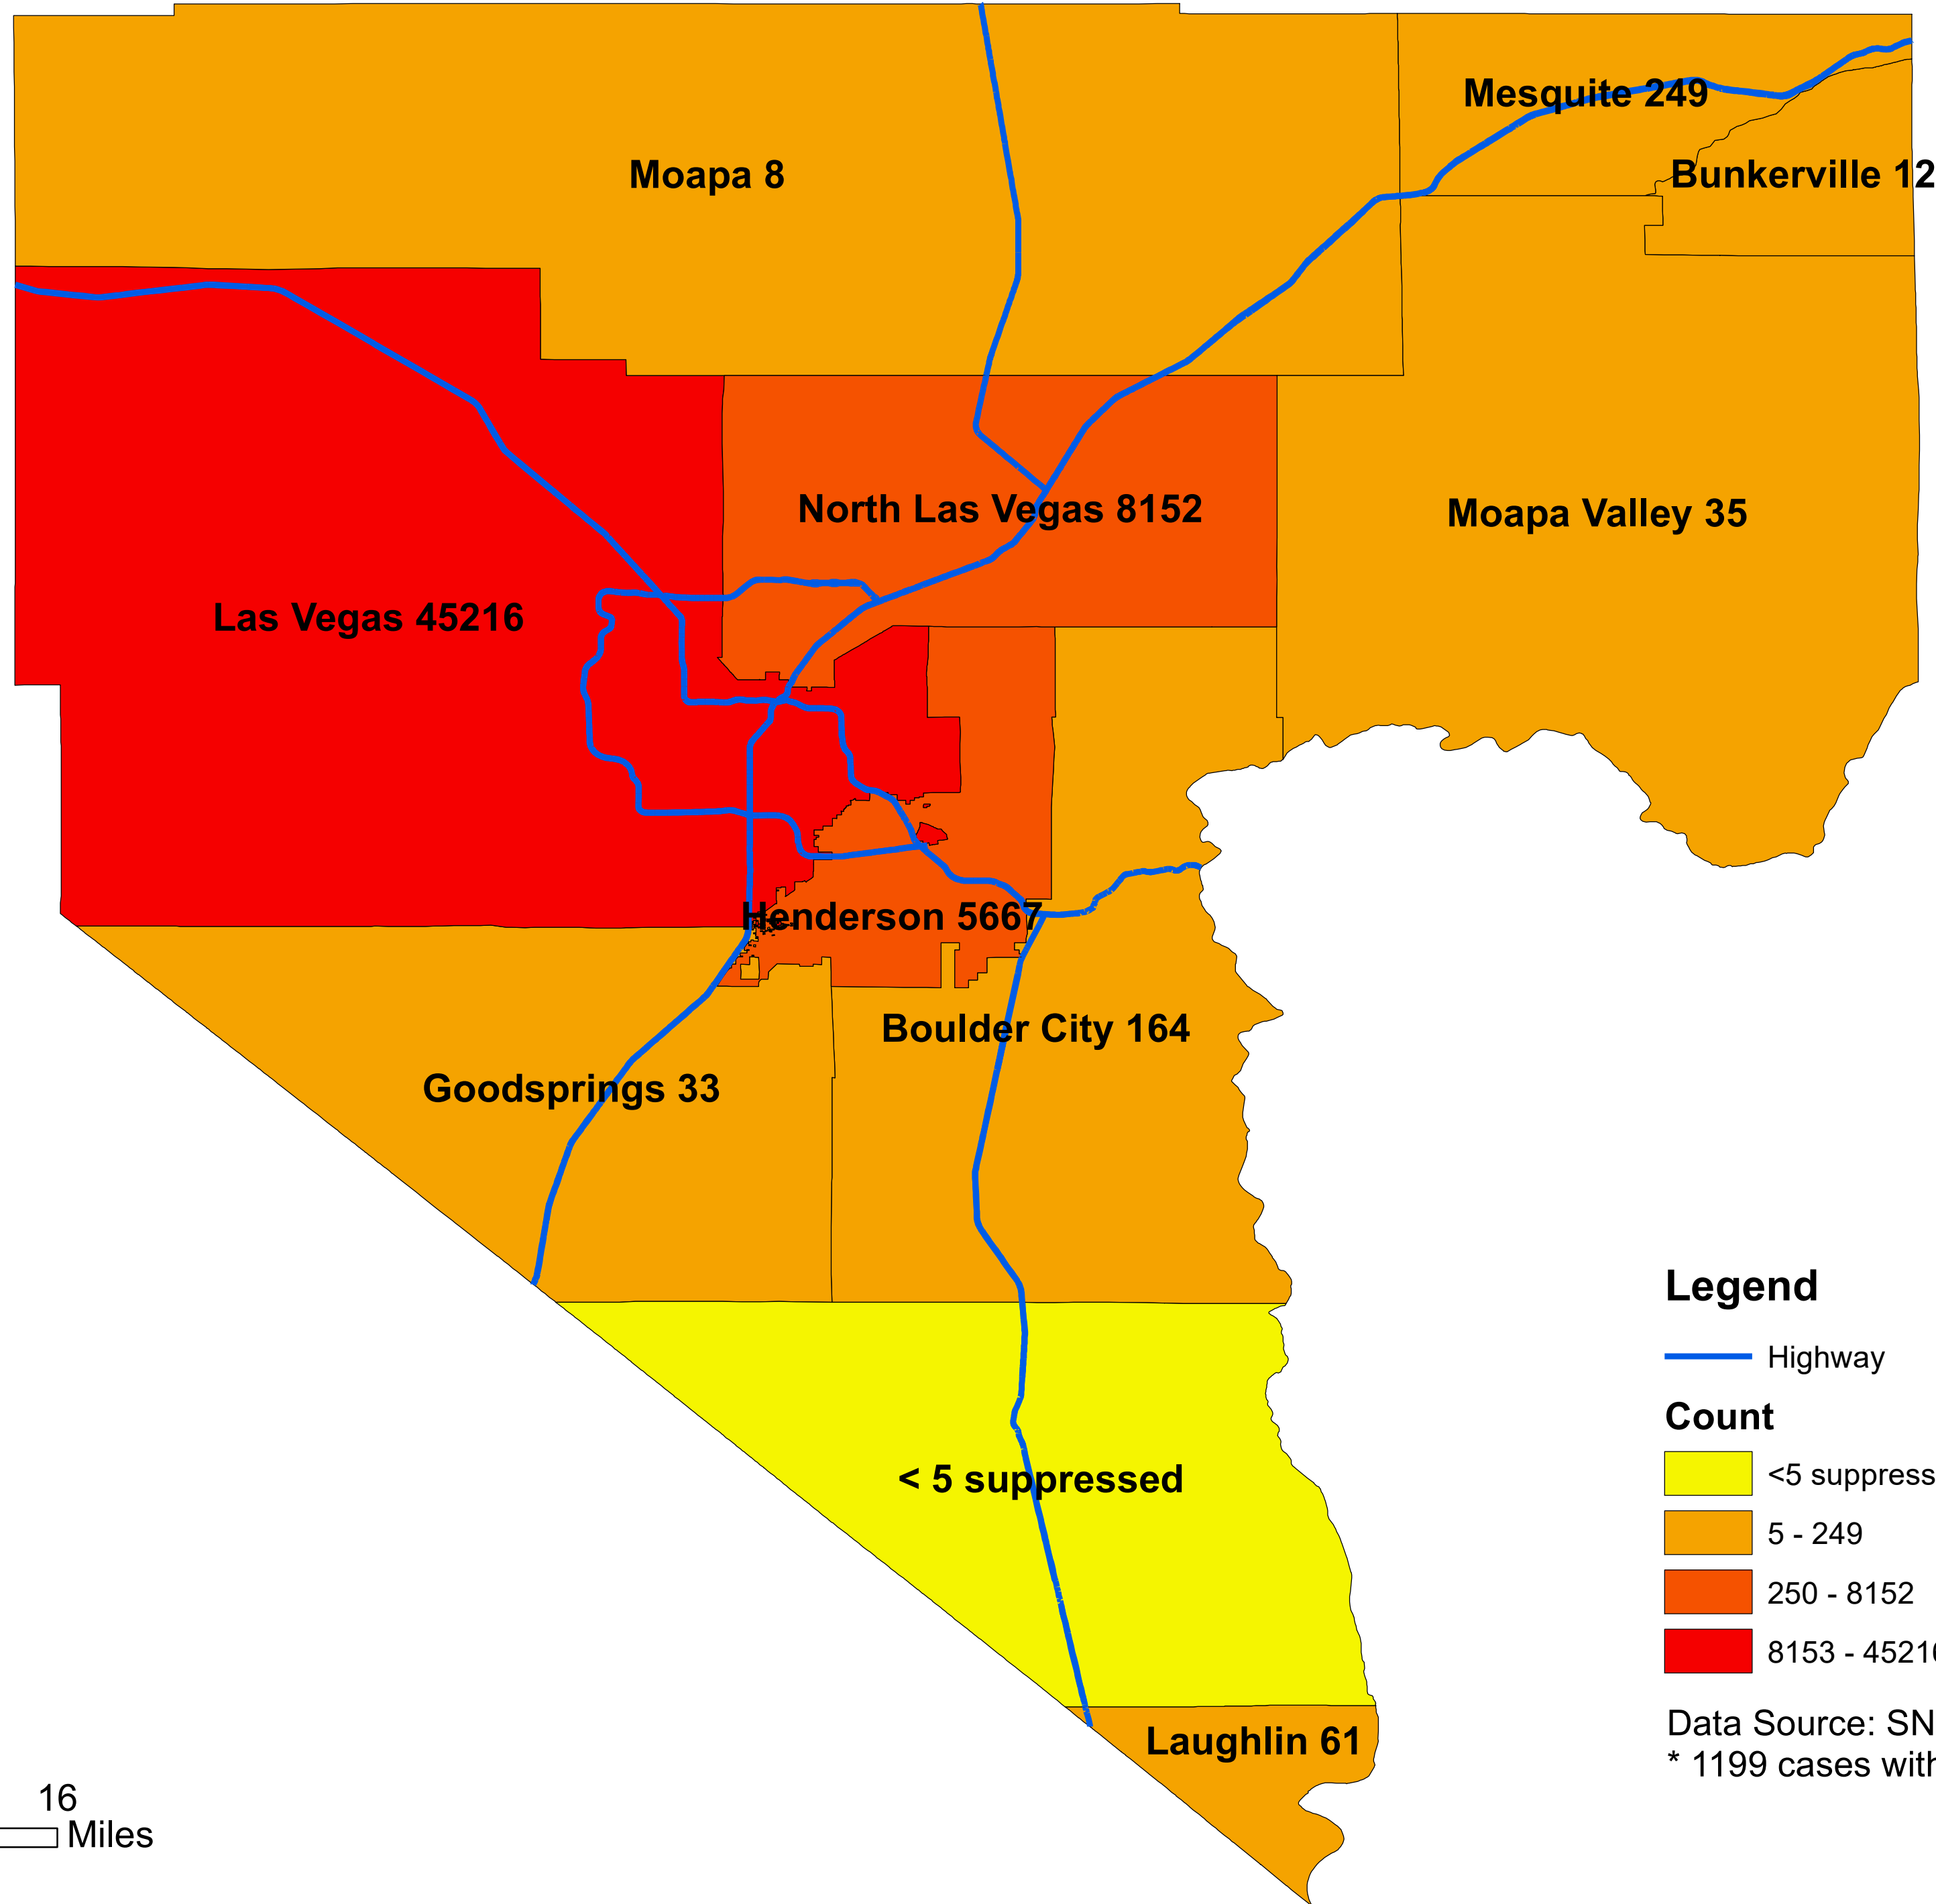 Mesquite 249
Moapa 8
Bunkerville 12
North Las Vegas 8152
Moapa Valley 35
Las Vegas 45216
Henderson 5667
Boulder City 164
Goodsprings 33
Legend
Highway
Count
< 5 suppressed
<5 suppress
5 - 249
250 - 8152
8153 - 45216
Data Source: SN
Laughlin 61
* 1199 cases with
16
Miles